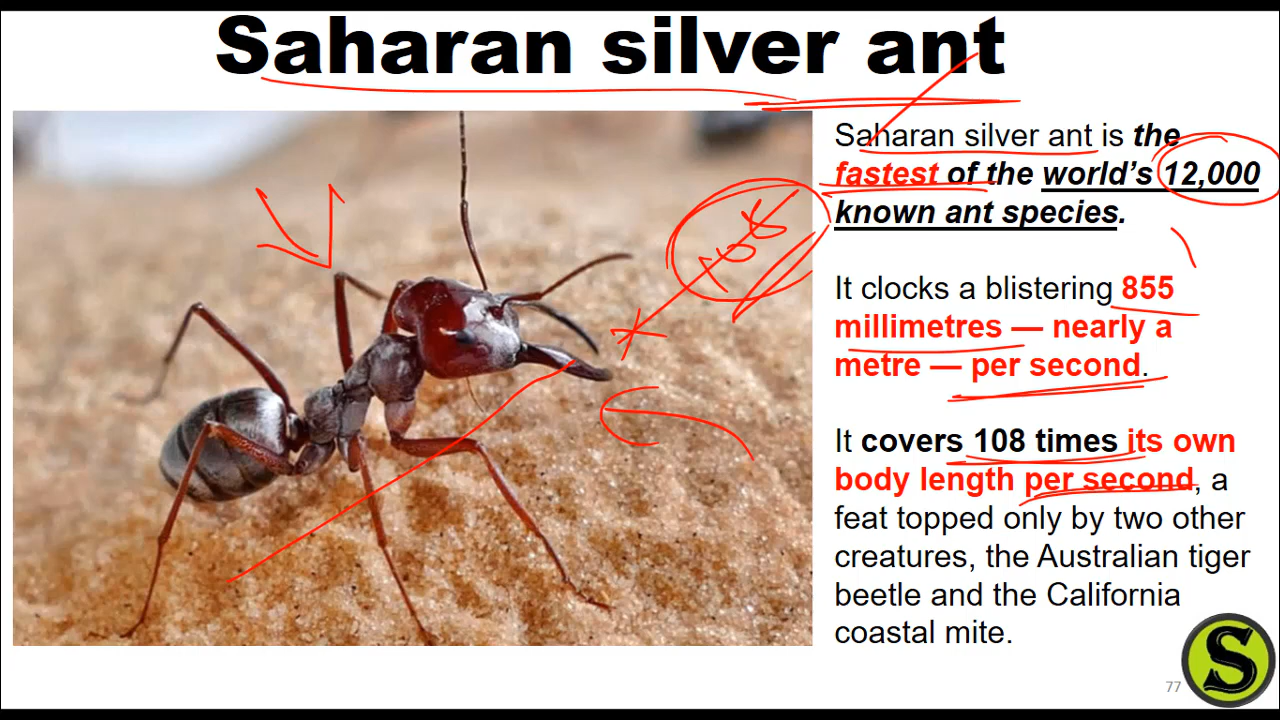 Saharan silver ant
Saharan silver ant is the
fastest of the world's 12,000
known ant species.
It clocks a blistering 855
millimetres — nearly a
metre — per second.
It covers 108 times its own
body length per second, a
feat topped only by two other
creatures, the Australian tiger
beetle and the California
coastal mite.
S
77